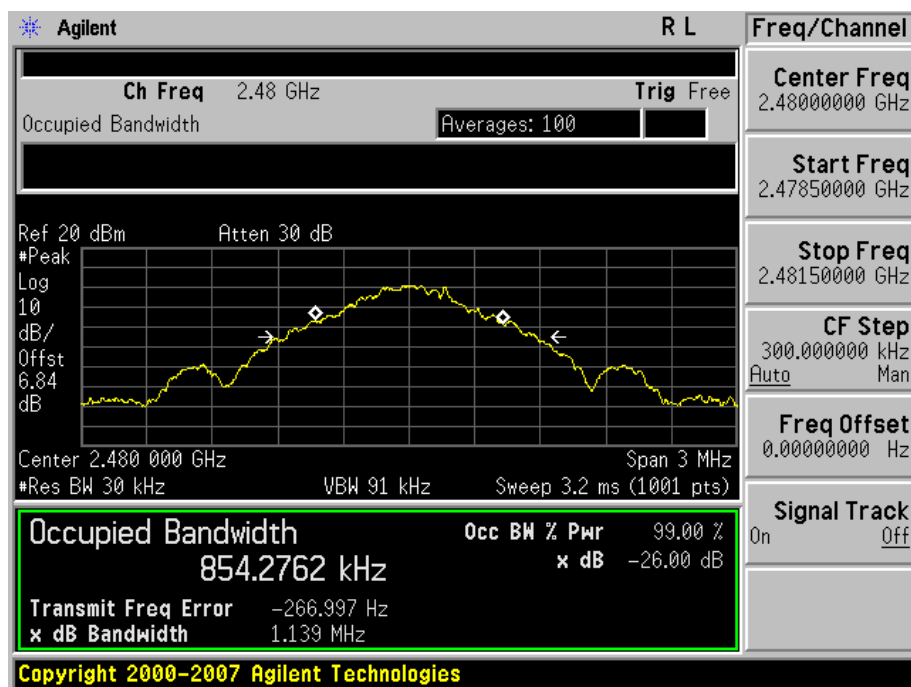 Agilent R L
Freq/Channel
Ch Freq 2.48 GHz Trig Free
Occupied Bandwidth Averages: 100
Ref 20 dBm Atten 30 dB
#Peak
Log
10
dB/
Offst
6.84
dB
Center 2.480 000 GHz Span 3 MHz
#Res BW 30 kHz VBW 91 kHz Sweep 3.2 ms (1001 pts)
Occupied Bandwidth Occ BW % Pwr 99.00 %
854.2762 kHz x dB -26.00 dB
Transmit Freq Error -266.997 Hz
x dB Bandwidth 1.139 MHz
Center Freq
2.48000000 GHz
Start Freq
2.47850000 GHz
Stop Freq
2.48150000 GHz
CF Step
300.000000 kHz
Auto Man
Freq Offset
0.00000000 Hz
Signal Track
On Off
Copyright 2000-2007 Agilent Technologies